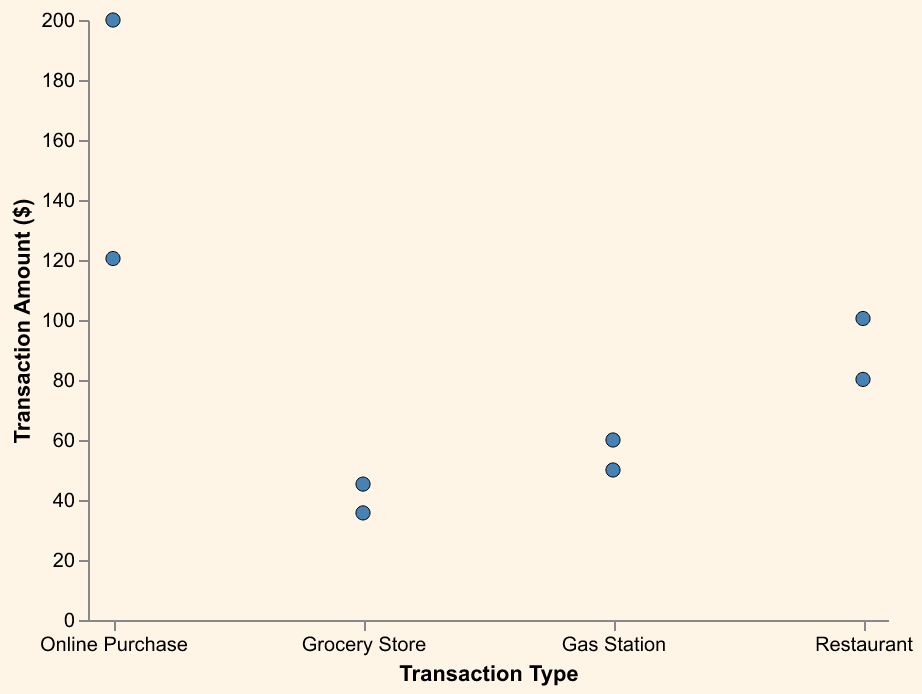 200
180
160
140
120
100
80
60
40
20
0
Transaction Amount ($)
Online Purchase
Grocery Store
Gas Station
Restaurant
Transaction Type